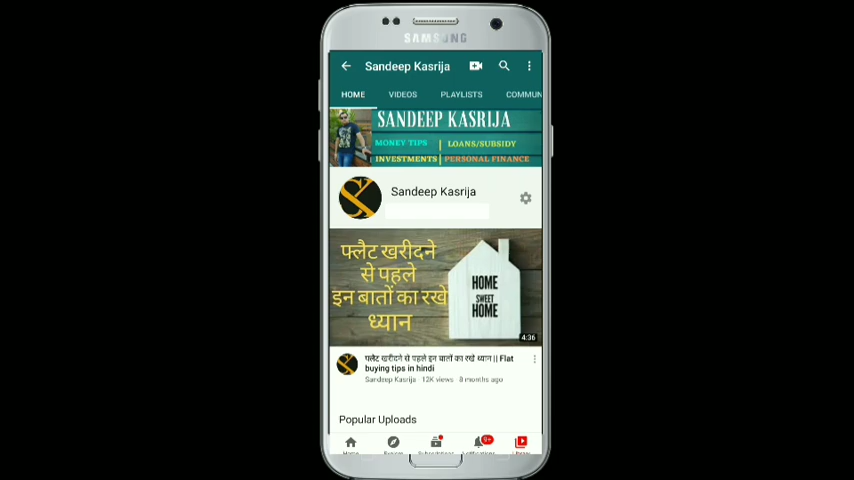 SAMSUNG
Sandeep Kasrija
HOME VIDEOS PLAYLISTS COMMUN
SANDEEP KASRIJA
MONEY TIPS | LOANS/SUBSIDY
INVESTMENTS | PERSONAL FINANCE
Sandeep Kasrija
फ्लैट खरीदने
से पहले
इन बातों का रखे
ध्यान
HOME
SWEET
HOME
4:36
फ्लैट खरीदने से पहले इन बातों का रखे ध्यान || Flat
buying tips in hindi
Sandeep Kasrija 12K views 8 months ago
Popular Uploads
9+